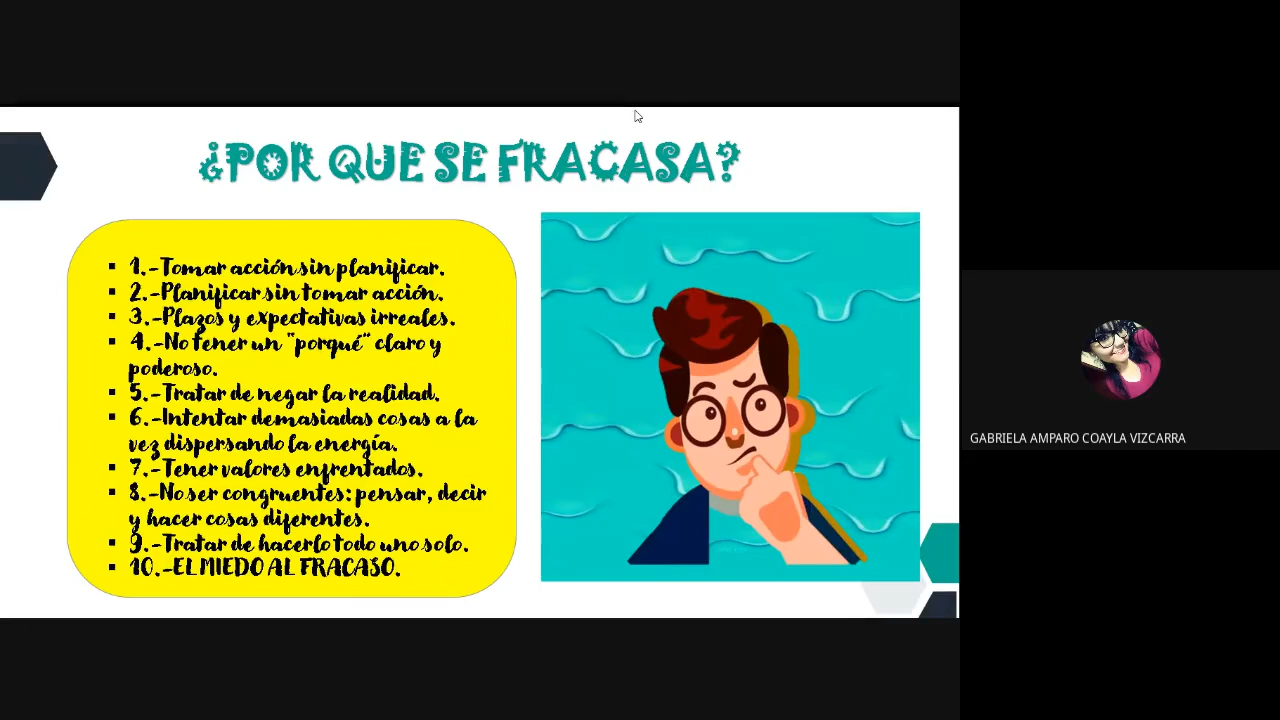 ¿POR QUE SE FRACASA?
▪ 1.-Tomar acción sin planificar.
▪ 2.-Planificar sin tomar acción.
▪ 3.-Plazos y expectativas irreales.
▪ 4.-No tener un "porqué" claro y
poderoso.
▪ 5.-Tratar de negar la realidad.
▪ 6.-Intentar demasiadas cosas a la
vez dispersando la energía.
▪ 7.-Tener valores enfrentados.
▪ 8.-No ser congruentes: pensar, decir
y hacer cosas diferentes.
▪ 9.-Tratar de hacerlo todo uno solo.
▪ 10.-EL MIEDO AL FRACASO.
GABRIELA AMPARO COAYLA VIZCARRA